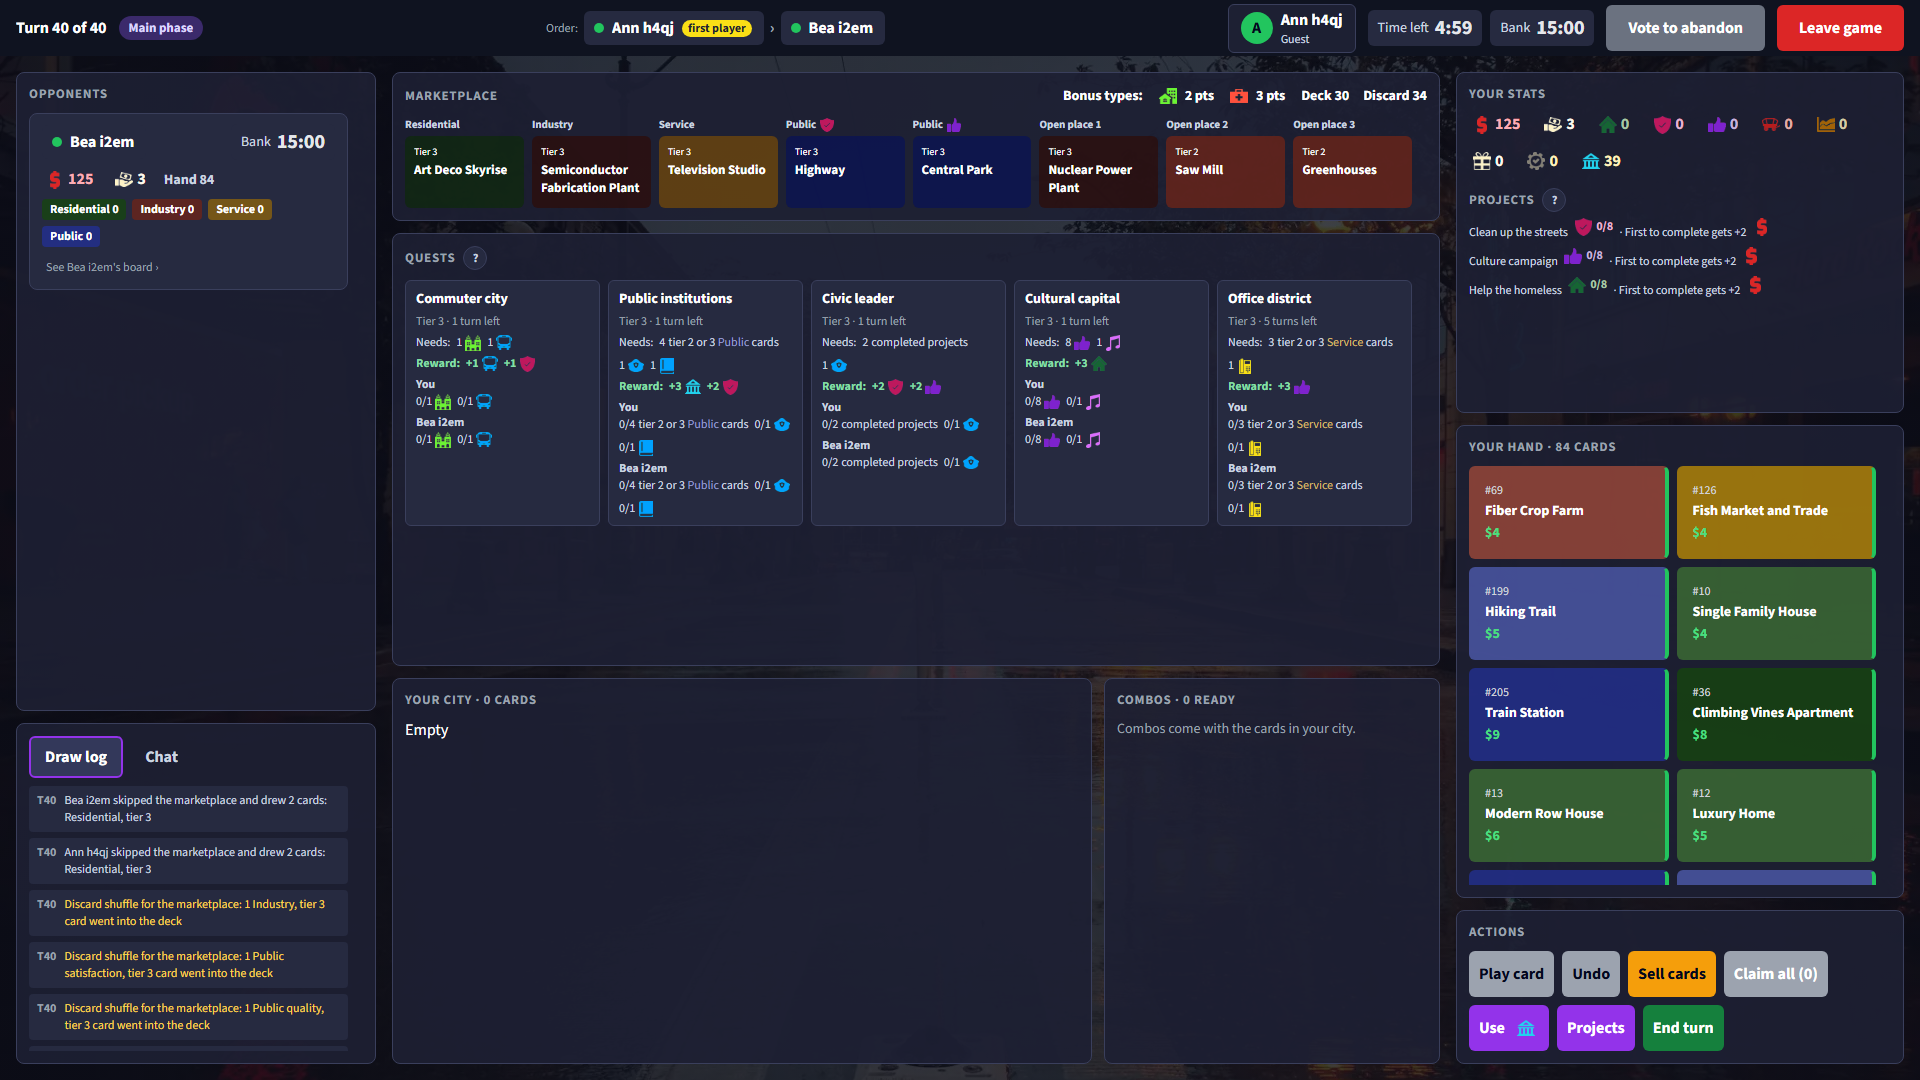 Turn 40 of 40
Main phase
Order:
Ann h4qj
first player
›
Bea i2em
A
Ann h4qj
Guest
Time left 4:59
Bank 15:00
Vote to abandon
Leave game
OPPONENTS
Bea i2em
Bank 15:00
125
3
Hand 84
Residential 0
Industry 0
Service 0
Public 0
See Bea i2em's board ›
Draw log
Chat
T40 Bea i2em skipped the marketplace and drew 2 cards:
Residential, tier 3
T40 Ann h4qj skipped the marketplace and drew 2 cards:
Residential, tier 3
T40 Discard shuffle for the marketplace: 1 Industry, tier 3
card went into the deck
T40 Discard shuffle for the marketplace: 1 Public
satisfaction, tier 3 card went into the deck
T40 Discard shuffle for the marketplace: 1 Public quality,
tier 3 card went into the deck
MARKETPLACE
Bonus types:
2 pts
3 pts
Deck 30
Discard 34
Residential
Tier 3
Art Deco Skyrise
Industry
Tier 3
Semiconductor
Fabrication Plant
Service
Tier 3
Television Studio
Public
Tier 3
Highway
Public
Tier 3
Central Park
Open place 1
Tier 3
Nuclear Power
Plant
Open place 2
Tier 2
Saw Mill
Open place 3
Tier 2
Greenhouses
QUESTS ?
Commuter city
Tier 3 · 1 turn left
Needs: 1 1
Reward: +1 +1
You
0/1 0/1
Bea i2em
0/1 0/1
Public institutions
Tier 3 · 1 turn left
Needs: 4 tier 2 or 3 Public cards
1 1
Reward: +3 +2
You
0/4 tier 2 or 3 Public cards 0/1
0/1
Bea i2em
0/4 tier 2 or 3 Public cards 0/1
0/1
Civic leader
Tier 3 · 1 turn left
Needs: 2 completed projects
1
Reward: +2 +2
You
0/2 completed projects 0/1
Bea i2em
0/2 completed projects 0/1
Cultural capital
Tier 3 · 1 turn left
Needs: 8 1
Reward: +3
You
0/8 0/1
Bea i2em
0/8 0/1
Office district
Tier 3 · 5 turns left
Needs: 3 tier 2 or 3 Service cards
1
Reward: +3
You
0/3 tier 2 or 3 Service cards
0/1
Bea i2em
0/3 tier 2 or 3 Service cards
0/1
YOUR CITY · 0 CARDS
Empty
COMBOS · 0 READY
Combos come with the cards in your city.
YOUR STATS
125 3 0 0 0 0 0
0 0 39
PROJECTS ?
Clean up the streets 0/8 · First to complete gets +2
Culture campaign 0/8 · First to complete gets +2
Help the homeless 0/8 · First to complete gets +2
YOUR HAND · 84 CARDS
#69
Fiber Crop Farm
$4
#126
Fish Market and Trade
$4
#199
Hiking Trail
$5
#10
Single Family House
$4
#205
Train Station
$9
#36
Climbing Vines Apartment
$8
#13
Modern Row House
$6
#12
Luxury Home
$5
ACTIONS
Play card
Undo
Sell cards
Claim all (0)
Use
Projects
End turn